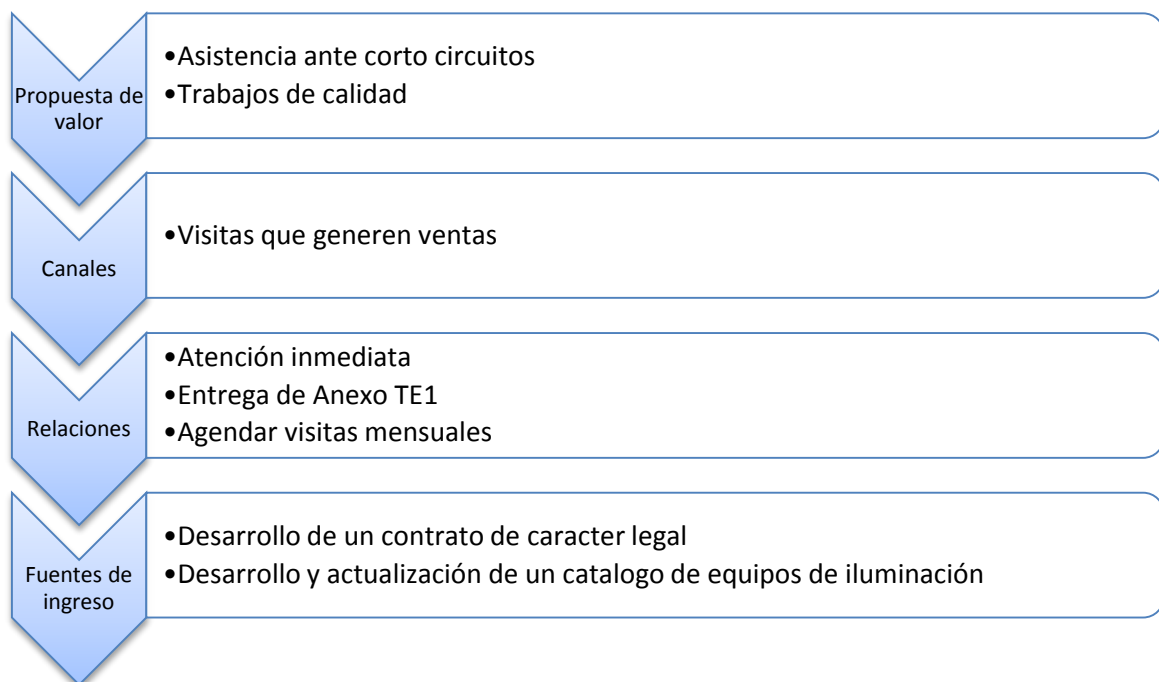 Propuesta de
valor
•Asistencia ante corto circuitos
•Trabajos de calidad
Canales
•Visitas que generen ventas
Relaciones
•Atención inmediata
•Entrega de Anexo TE1
•Agendar visitas mensuales
Fuentes de
ingreso
•Desarrollo de un contrato de caracter legal
•Desarrollo y actualización de un catalogo de equipos de iluminación